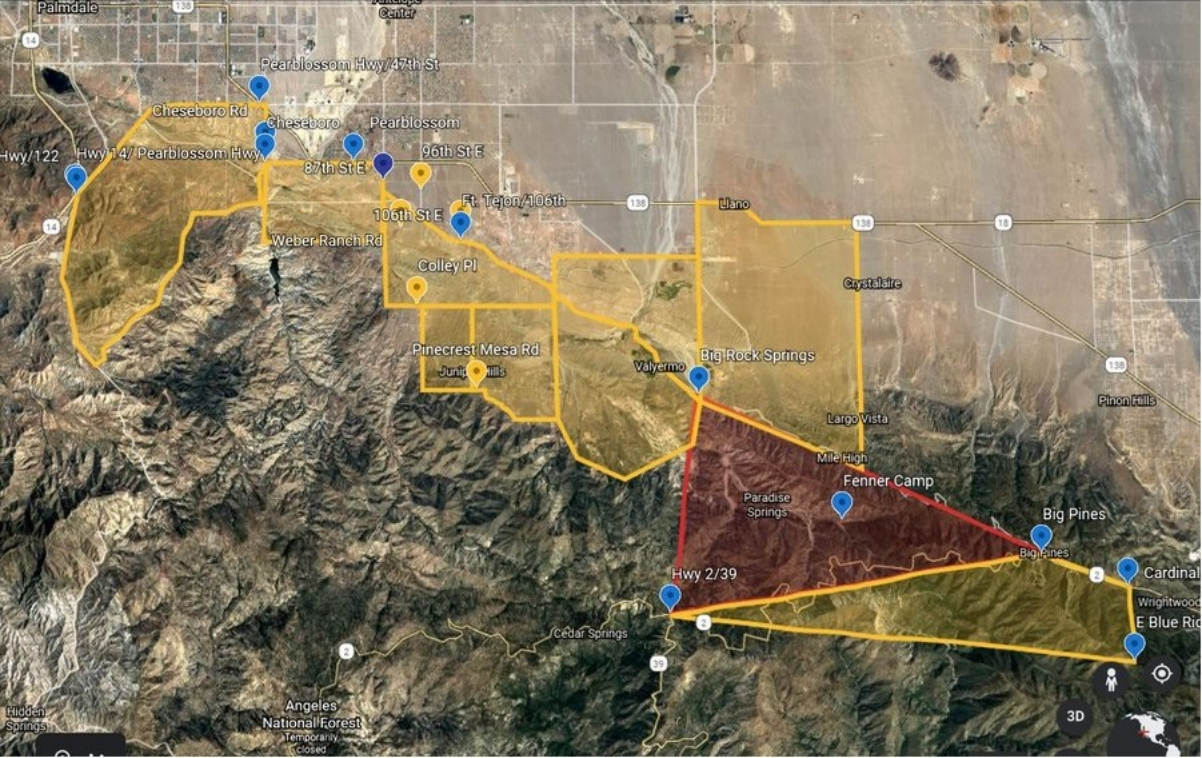 Palmdale
138
Antelope
Center
14
Pearblossom Hwy/47th St
Cheseboro Rd
Cheseboro
Pearblossom
Hwy/122
Hwy 14/ Pearblossom Hwy
87th St E
96th St E
14
106th St E
Ft. Tejon/106th
138
Llano
138
18
Weber Ranch Rd
Colley Pl
Crystalaire
Pinecrest Mesa Rd
Valyermo
Big Rock Springs
138
Pinon Hills
Largo Vista
Mile High
Fenner Camp
Paradise
Springs
Big Pines
Big Pines
Hwy 2/39
2
Cardinal
Wrightwood
2
Cedar Springs
E Blue Rid
2
39
Angeles
National Forest
Temporarily
closed
Hidden
Springs
3D